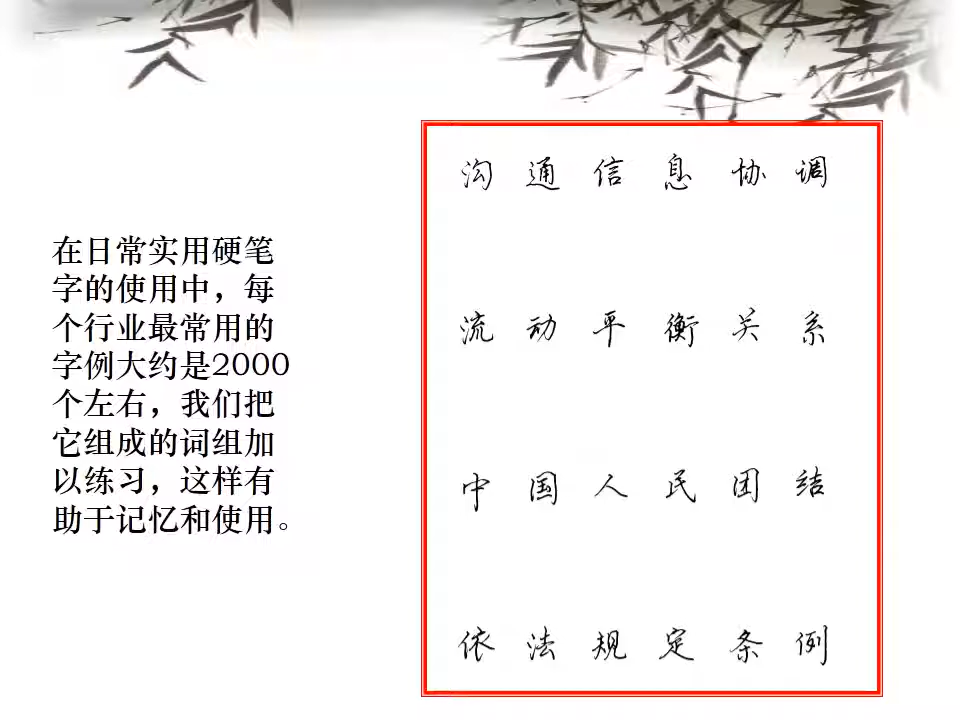 在日常实用硬笔
字的使用中，每
个行业最常用的
字例大约是2000
个左右，我们把
它组成的词组加
以练习，这样有
助于记忆和使用。
沟通信息协调
流动平衡关系
中国人民团结
依法规定条例